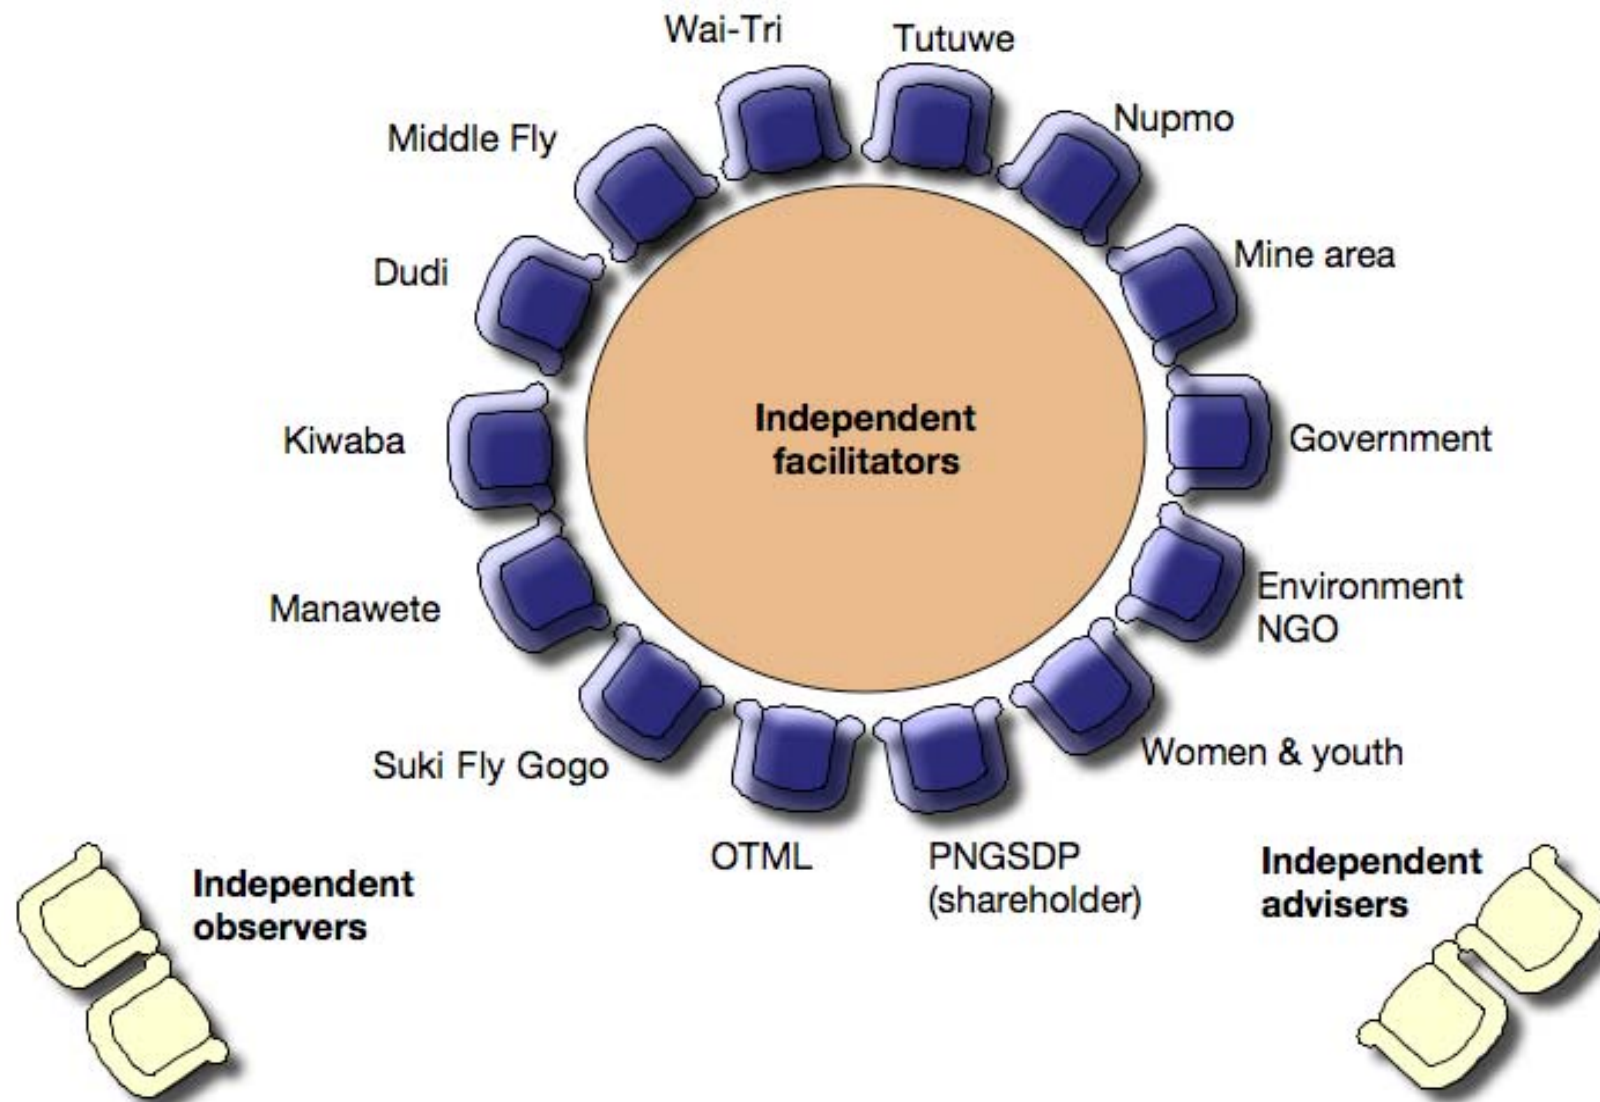 Wai-Tri
Tutuwe
Middle Fly
Nupmo
Dudi
Mine area
Kiwaba
Independent
facilitators
Government
Manawete
Environment
NGO
Suki Fly Gogo
Women & youth
OTML
PNGSDP
(shareholder)
Independent
observers
Independent
advisers